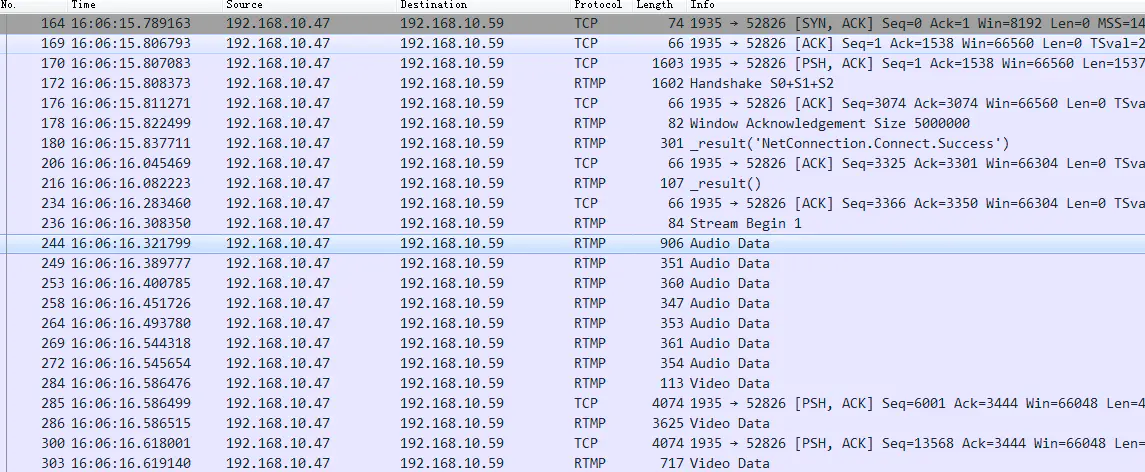 No. Time Source Destination Protocol Length Info
164 16:06:15.789163 192.168.10.47 192.168.10.59 TCP 74 1935 → 52826 [SYN, ACK] Seq=0 Ack=1 Win=8192 Len=0 MSS=14
169 16:06:15.806793 192.168.10.47 192.168.10.59 TCP 66 1935 → 52826 [ACK] Seq=1 Ack=1538 Win=66560 Len=0 TSval=2
170 16:06:15.807083 192.168.10.47 192.168.10.59 TCP 1603 1935 → 52826 [PSH, ACK] Seq=1 Ack=1538 Win=66560 Len=1537
172 16:06:15.808373 192.168.10.47 192.168.10.59 RTMP 1602 Handshake S0+S1+S2
176 16:06:15.811271 192.168.10.47 192.168.10.59 TCP 66 1935 → 52826 [ACK] Seq=3074 Ack=3074 Win=66560 Len=0 TSva
178 16:06:15.822499 192.168.10.47 192.168.10.59 RTMP 82 Window Acknowledgement Size 5000000
180 16:06:15.837711 192.168.10.47 192.168.10.59 RTMP 301 _result('NetConnection.Connect.Success')
206 16:06:16.045469 192.168.10.47 192.168.10.59 TCP 66 1935 → 52826 [ACK] Seq=3325 Ack=3301 Win=66304 Len=0 TSva
216 16:06:16.082223 192.168.10.47 192.168.10.59 RTMP 107 _result()
234 16:06:16.283460 192.168.10.47 192.168.10.59 TCP 66 1935 → 52826 [ACK] Seq=3366 Ack=3350 Win=66304 Len=0 TSva
236 16:06:16.308350 192.168.10.47 192.168.10.59 RTMP 84 Stream Begin 1
244 16:06:16.321799 192.168.10.47 192.168.10.59 RTMP 906 Audio Data
249 16:06:16.389777 192.168.10.47 192.168.10.59 RTMP 351 Audio Data
253 16:06:16.400785 192.168.10.47 192.168.10.59 RTMP 360 Audio Data
258 16:06:16.451726 192.168.10.47 192.168.10.59 RTMP 347 Audio Data
264 16:06:16.493780 192.168.10.47 192.168.10.59 RTMP 353 Audio Data
269 16:06:16.544318 192.168.10.47 192.168.10.59 RTMP 361 Audio Data
272 16:06:16.545654 192.168.10.47 192.168.10.59 RTMP 354 Audio Data
284 16:06:16.586476 192.168.10.47 192.168.10.59 RTMP 113 Video Data
285 16:06:16.586499 192.168.10.47 192.168.10.59 TCP 4074 1935 → 52826 [PSH, ACK] Seq=6001 Ack=3444 Win=66048 Len=4
286 16:06:16.586515 192.168.10.47 192.168.10.59 RTMP 3625 Video Data
300 16:06:16.618001 192.168.10.47 192.168.10.59 TCP 4074 1935 → 52826 [PSH, ACK] Seq=13568 Ack=3444 Win=66048 Len=
303 16:06:16.619140 192.168.10.47 192.168.10.59 RTMP 717 Video Data